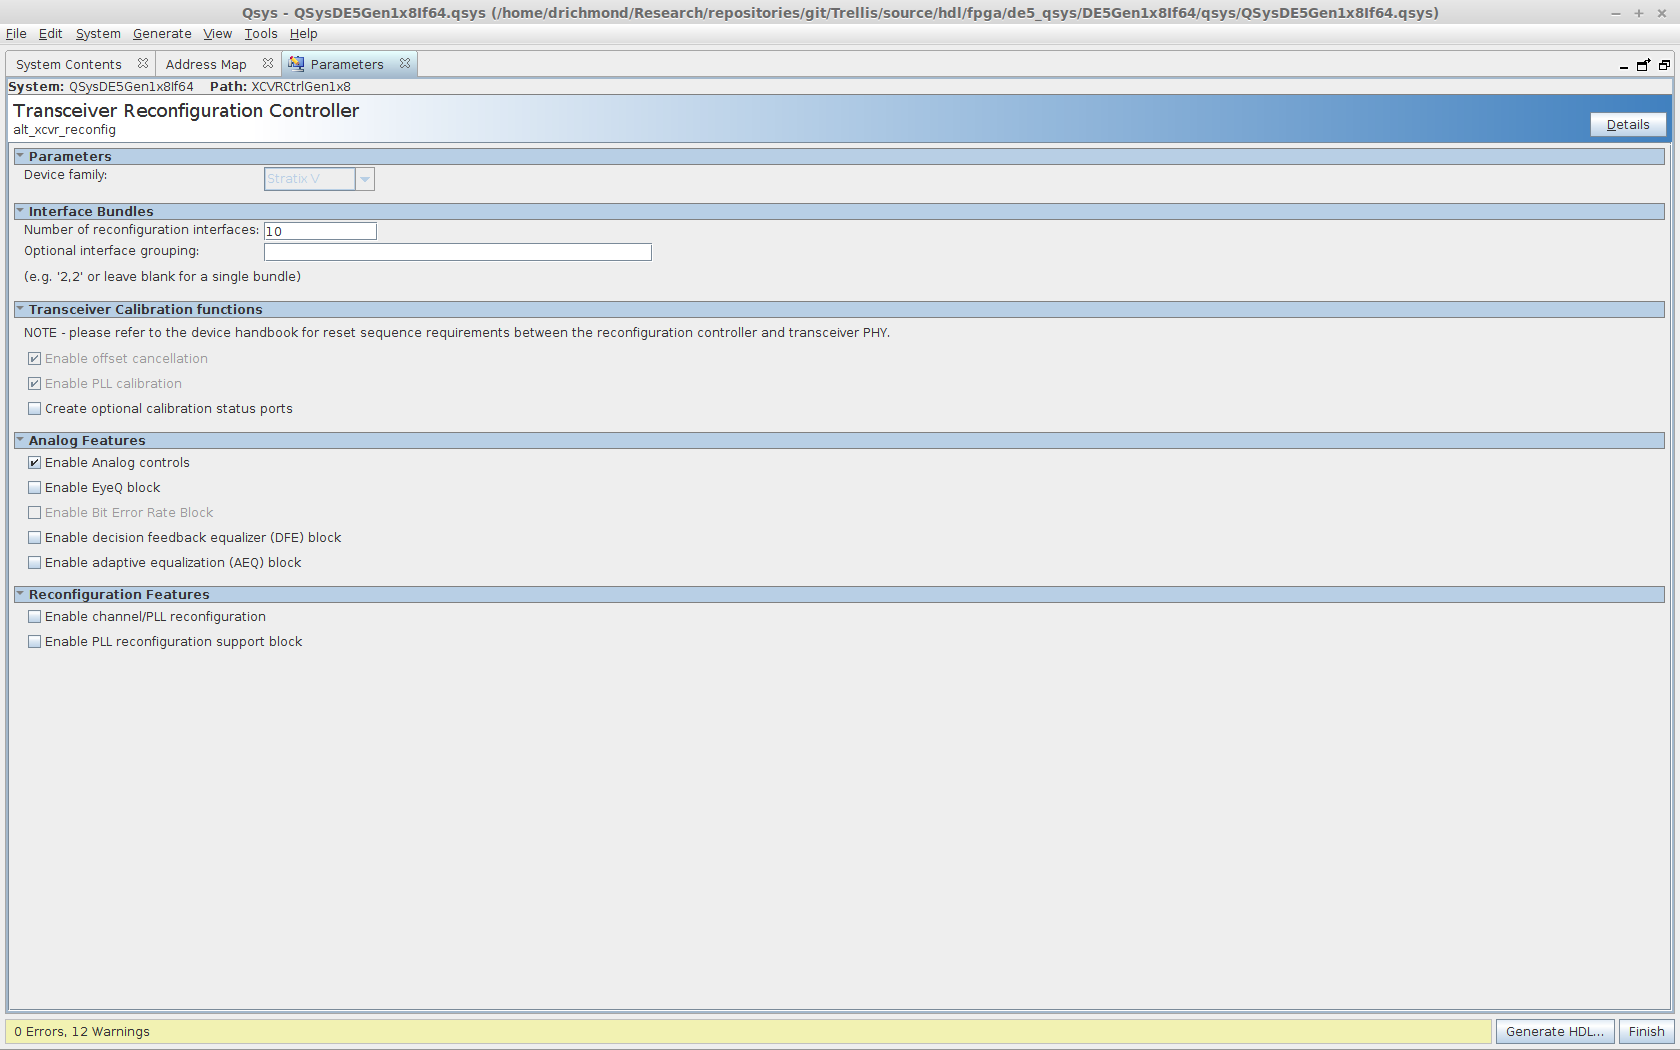 Qsys - QSysDE5Gen1x8If64.qsys (/home/drichmond/Research/repositories/git/Trellis/source/hdl/fpga/de5_qsys/DE5Gen1x8If64/qsys/QSysDE5Gen1x8If64.qsys)
File Edit System Generate View Tools Help
System Contents Address Map Parameters
System: QSysDE5Gen1x8If64 Path: XCVRCtrlGen1x8
Transceiver Reconfiguration Controller
alt_xcvr_reconfig
Details
Parameters
Device family: Stratix V
Interface Bundles
Number of reconfiguration interfaces: 10
Optional interface grouping:
(e.g. '2,2' or leave blank for a single bundle)
Transceiver Calibration functions
NOTE - please refer to the device handbook for reset sequence requirements between the reconfiguration controller and transceiver PHY.
Enable offset cancellation
Enable PLL calibration
Create optional calibration status ports
Analog Features
Enable Analog controls
Enable EyeQ block
Enable Bit Error Rate Block
Enable decision feedback equalizer (DFE) block
Enable adaptive equalization (AEQ) block
Reconfiguration Features
Enable channel/PLL reconfiguration
Enable PLL reconfiguration support block
0 Errors, 12 Warnings
Generate HDL... Finish